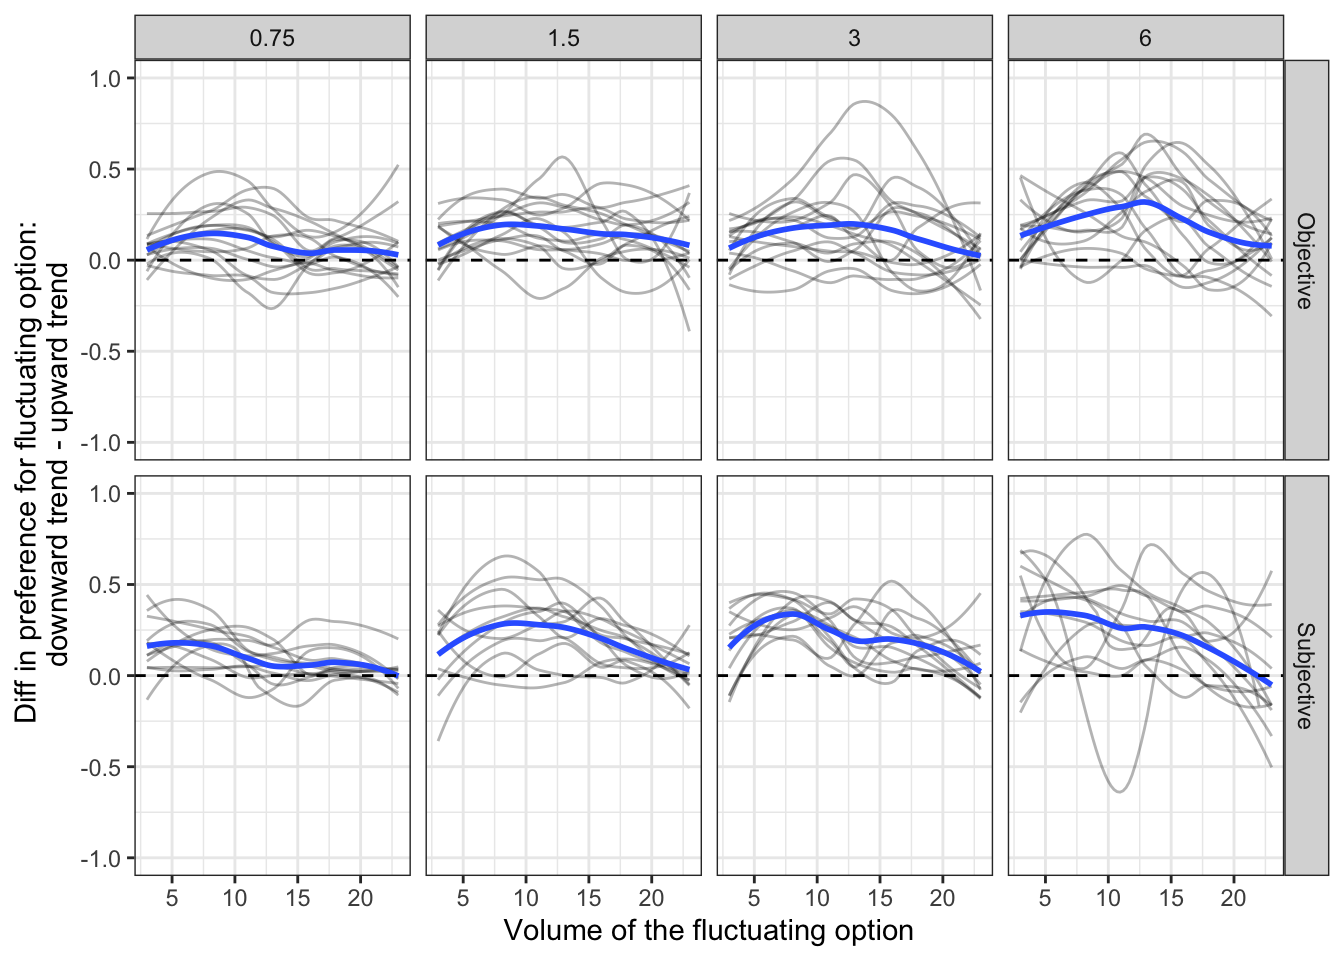 0.75 1.5 3 6
Diff in preference for fluctuating option:
downward trend - upward trend
1.0
0.5
0.0
-0.5
-1.0
Objective
1.0
0.5
0.0
-0.5
-1.0
Subjective
5 10 15 20 5 10 15 20 5 10 15 20 5 10 15 20
Volume of the fluctuating option